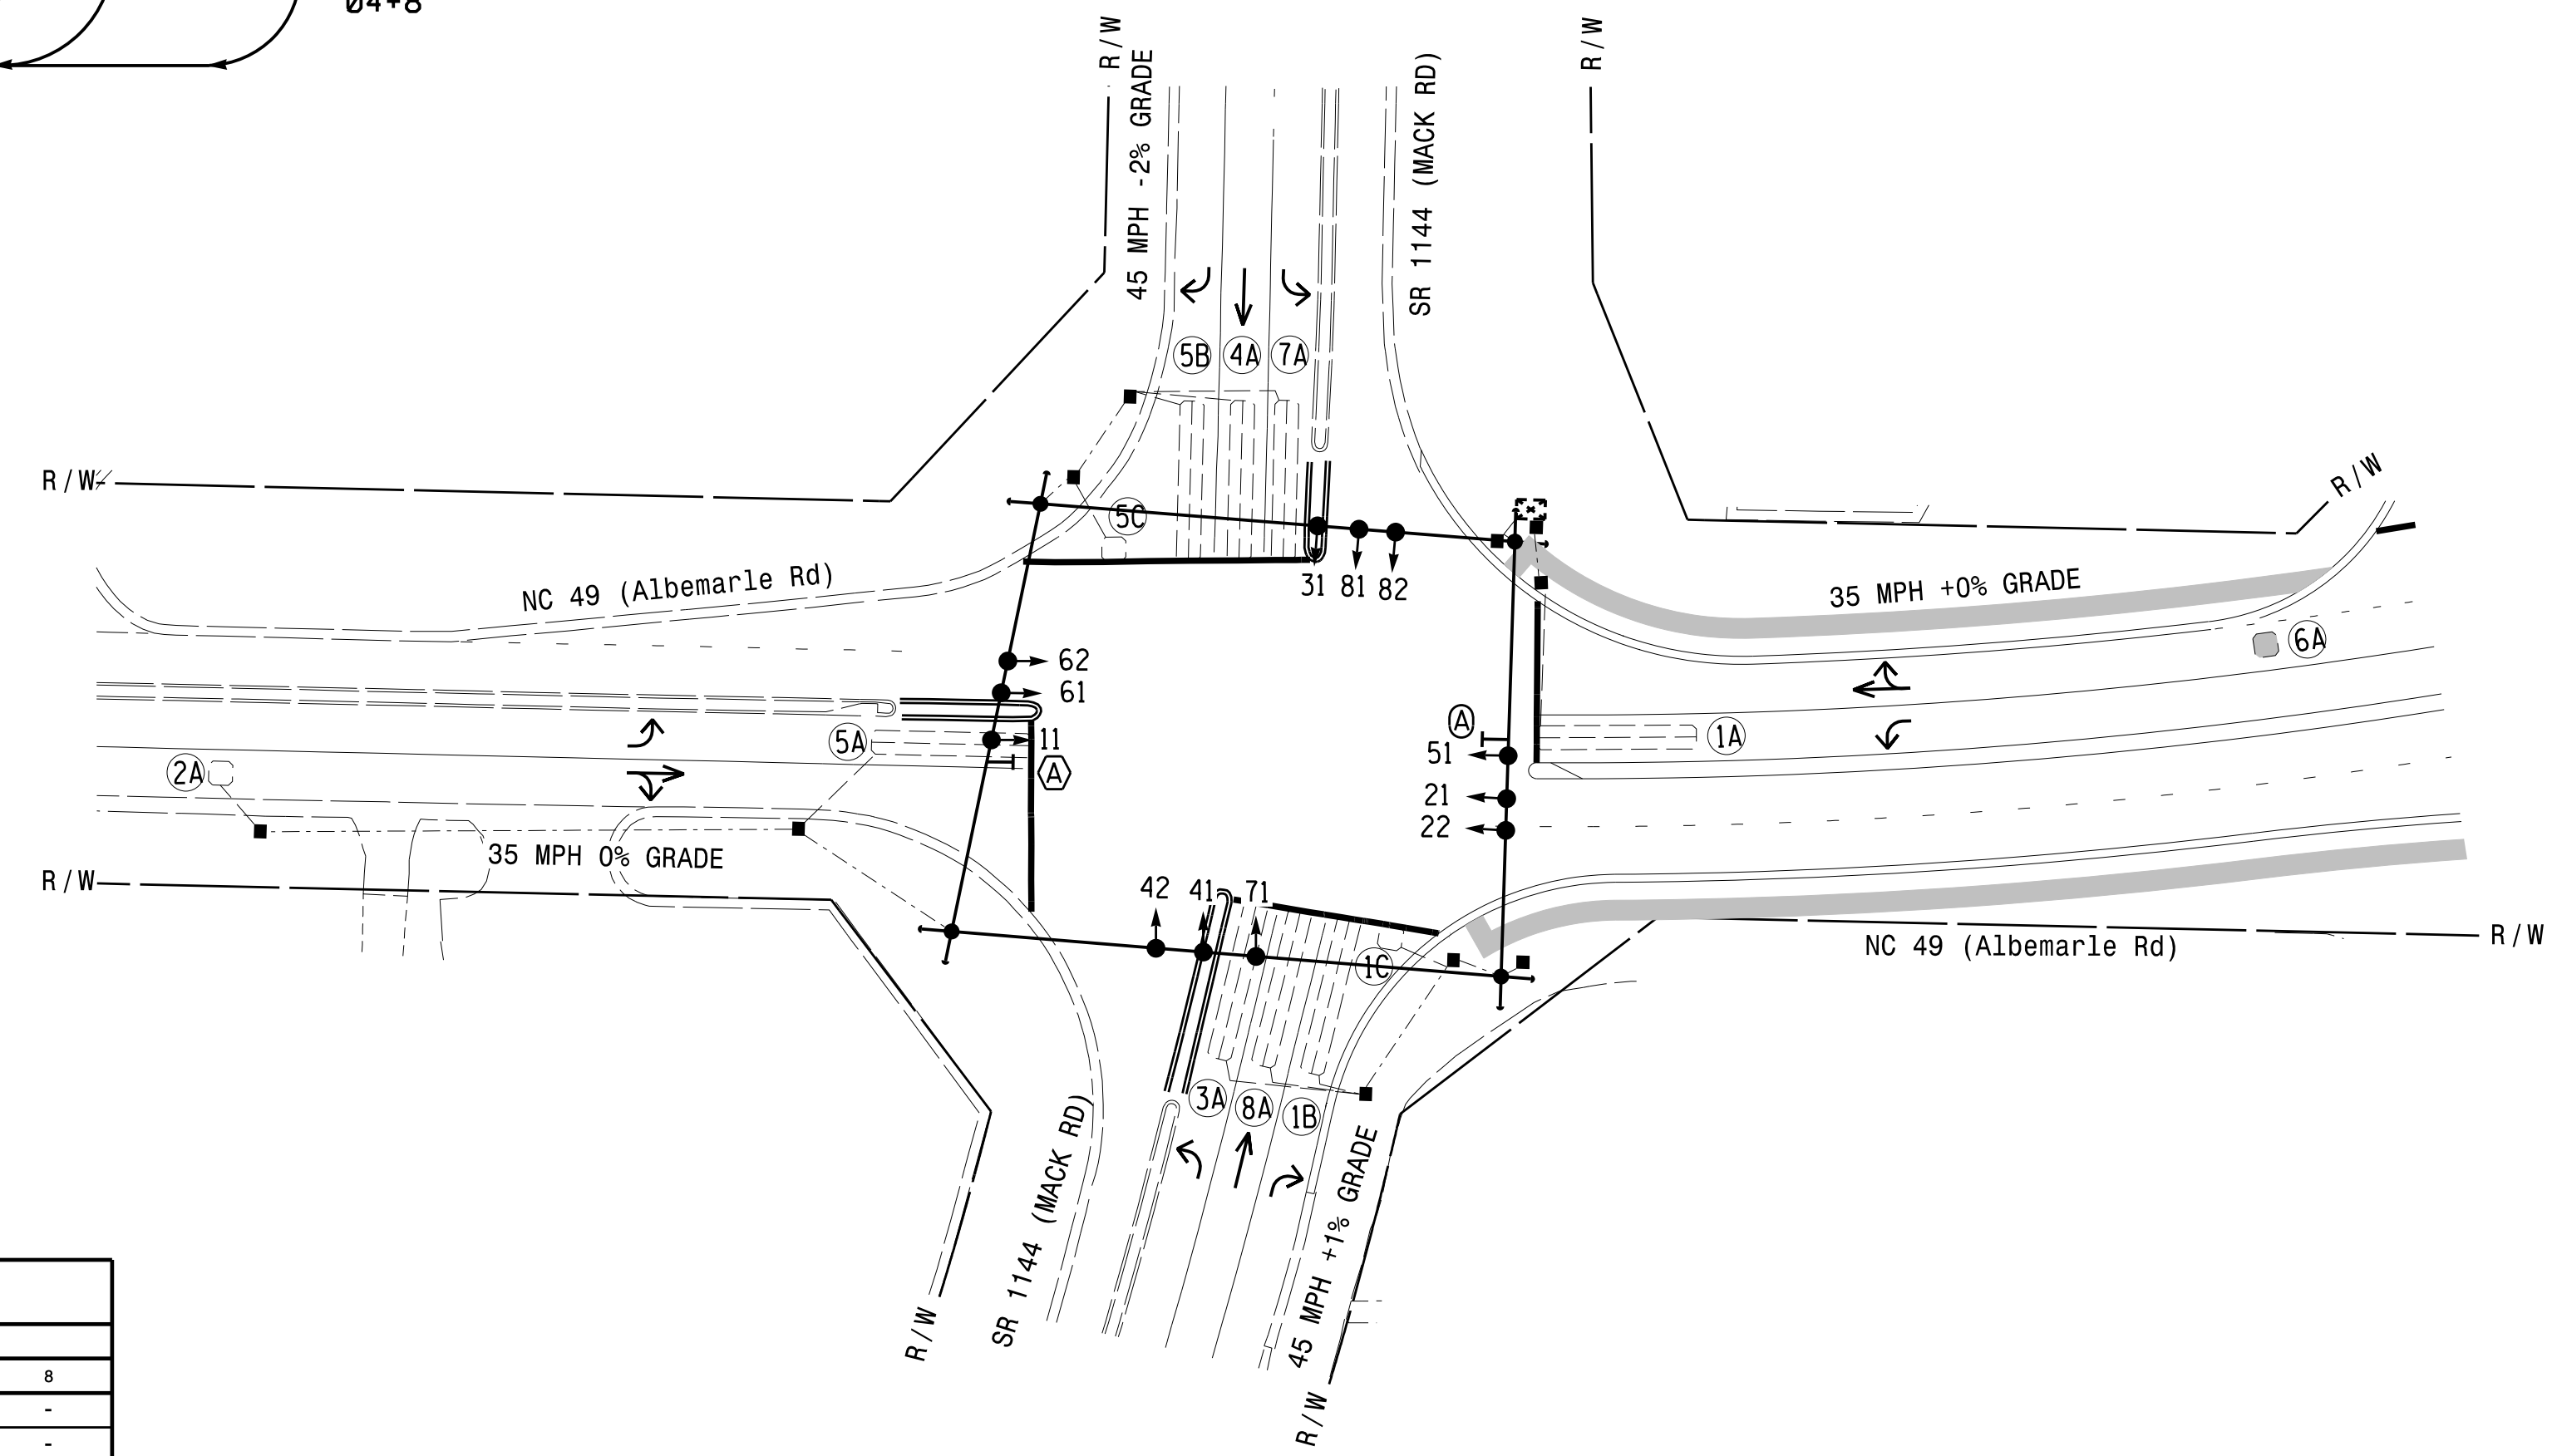 Ø4+8
R/W
R/W
45 MPH -2% GRADE
SR 1144 (MACK RD)
5B
4A
7A
R/W
R/W
5C
NC 49 (Albemarle Rd)
31
81
82
35 MPH +0% GRADE
6A
62
61
5A
11
A
A
51
1A
2A
21
22
35 MPH 0% GRADE
R/W
42
41
71
NC 49 (Albemarle Rd)
R/W
1C
3A
8A
1B
SR 1144 (MACK RD)
45 MPH +1% GRADE
R/W
R/W
8
-
-